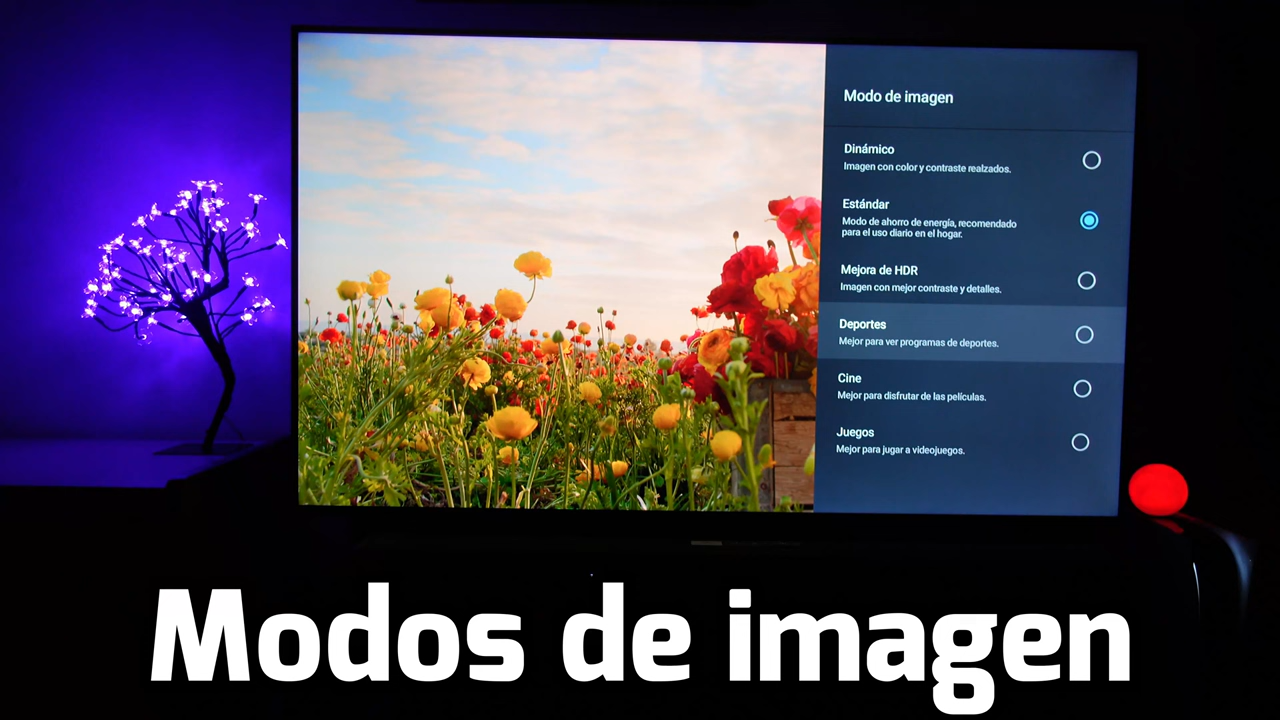 Modo de imagen
Dinámico
Imagen con color y contraste realzados.
Estándar
Modo de ahorro de energía, recomendado
para el uso diario en el hogar.
Mejora de HDR
Imagen con mejor contraste y detalles.
Deportes
Mejor para ver programas de deportes.
Cine
Mejor para disfrutar de las películas.
Juegos
Mejor para jugar a videojuegos.
Modos de imagen